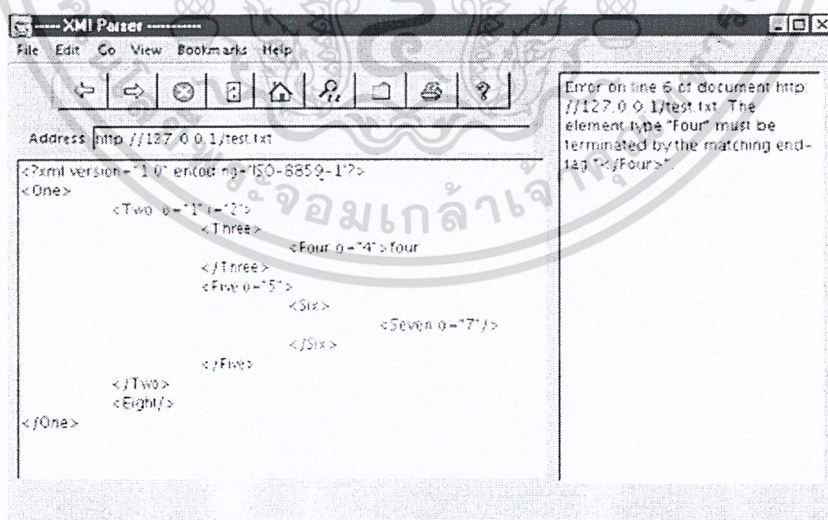 ----- XMl Parser ----------
File Edit Go View Bookmarks Help
Address http://127.0.0.1/test.txt
<?xml version="1.0" encoding="ISO-8859-1"?>
<One>
<Two o="1" t="2">
<Three>
<Four o="4">four
</Three>
<Five o="5">
<Six>
<Seven o="7"/>
</Six>
</Five>
</Two>
<Eight/>
</One>
Error on line 6 of document http:
//127.0.0.1/test.txt. The
element type "Four" must be
terminated by the matching end-
tag "</Four>".